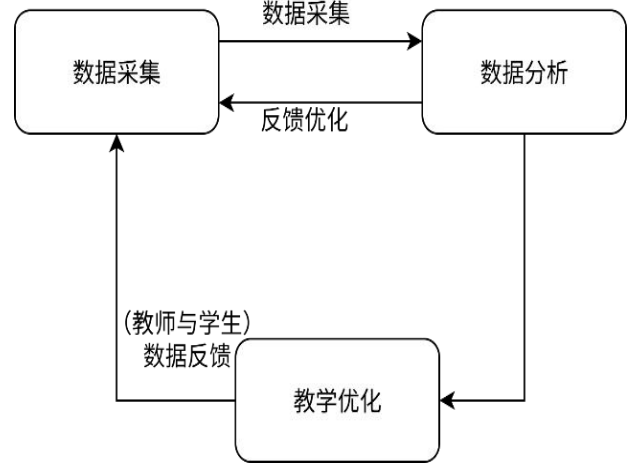 数据采集
数据采集
数据分析
反馈优化
（教师与学生）
数据反馈
教学优化